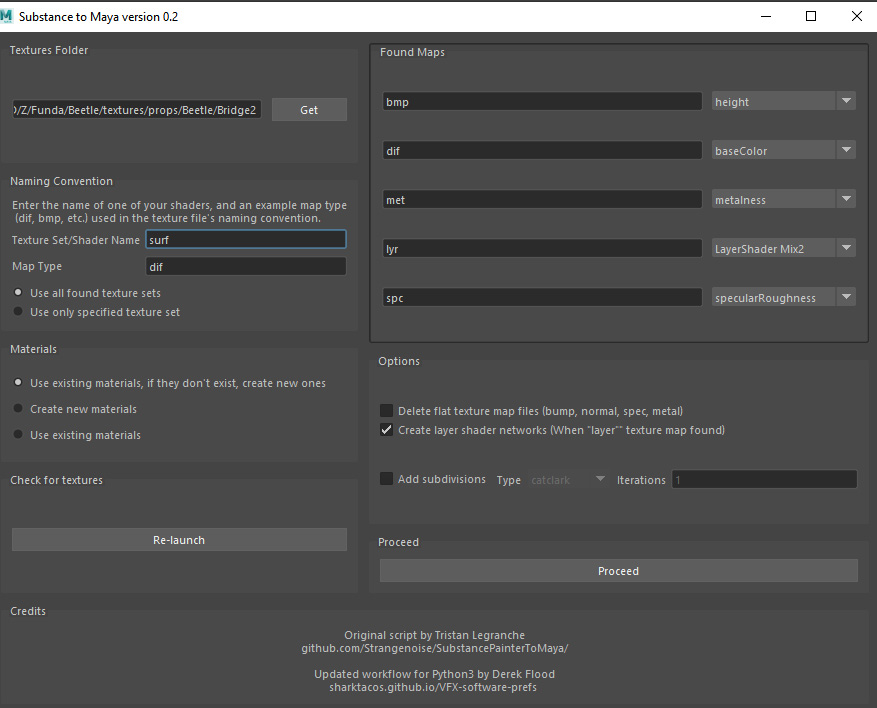 Substance to Maya version 0.2
Textures Folder
/Z/Funda/Beetle/textures/props/Beetle/Bridge2
Get
Naming Convention
Enter the name of one of your shaders, and an example map type
(dif, bmp, etc.) used in the texture file's naming convention.
Texture Set/Shader Name surf
Map Type dif
Use all found texture sets
Use only specified texture set
Materials
Use existing materials, if they don't exist, create new ones
Create new materials
Use existing materials
Check for textures
Re-launch
Found Maps
bmp height
dif baseColor
met metalness
lyr LayerShader Mix2
spc specularRoughness
Options
Delete flat texture map files (bump, normal, spec, metal)
Create layer shader networks (When "layer"" texture map found)
Add subdivisions Type catclark Iterations 1
Proceed
Proceed
Credits
Original script by Tristan Legranche
github.com/Strangenoise/SubstancePainterToMaya/
Updated workflow for Python3 by Derek Flood
sharktacos.github.io/VFX-software-prefs